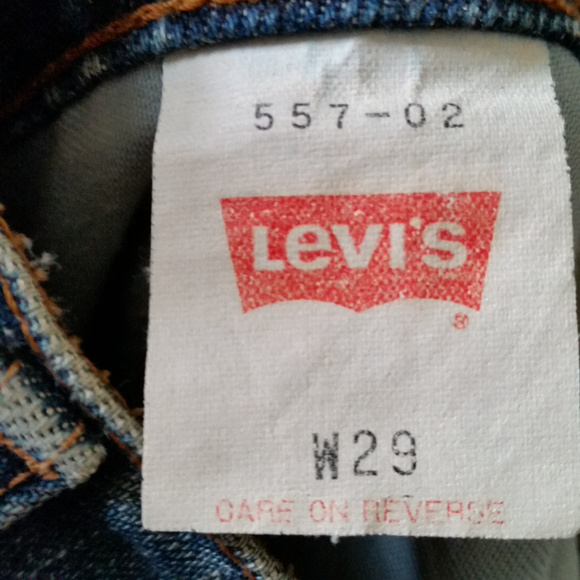 557-02
LEVI'S
®
W29
CARE ON REVERSE